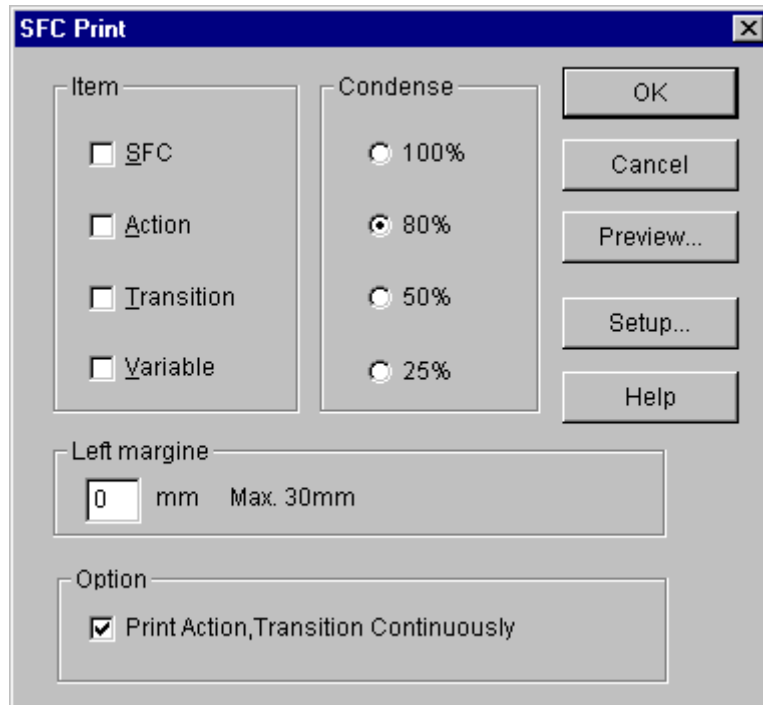 SFC Print
Item
SFC
Action
Transition
Variable
Condense
100%
80%
50%
25%
OK
Cancel
Preview...
Setup...
Help
Left margine
0 mm Max. 30mm
Option
Print Action,Transition Continuously